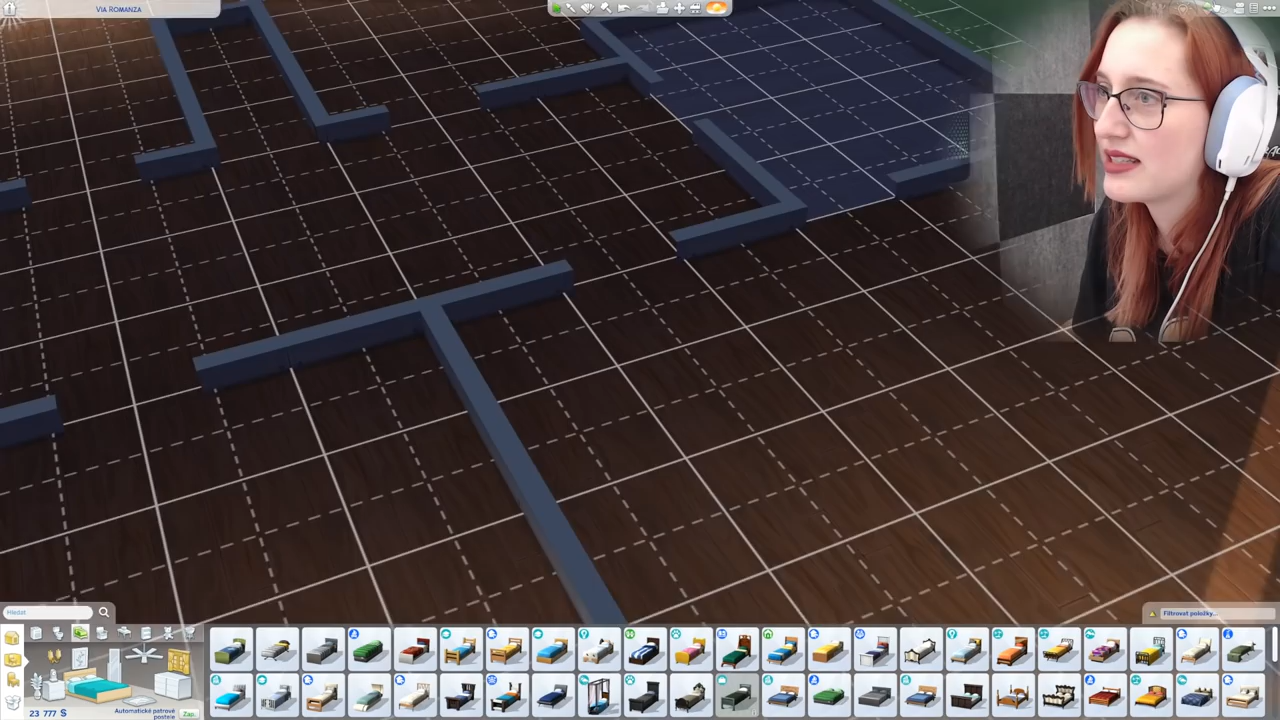 Via Romanza
Hledat
Filtrovat položky...
23 777 $
Automatické patrové
postele
Zap.